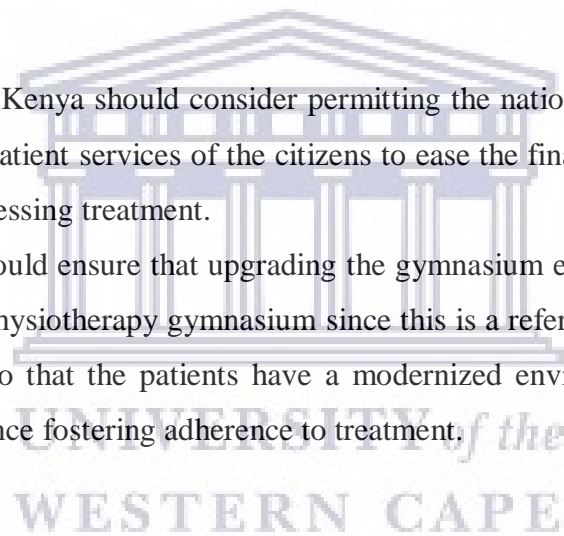 Kenya should consider permitting the natio
atient services of the citizens to ease the fina
essing treatment.
ould ensure that upgrading the gymnasium e
hysiotherapy gymnasium since this is a refer
o that the patients have a modernized envi
nce fostering adherence to treatment.
UNIVERSITY of the
WESTERN CAPE